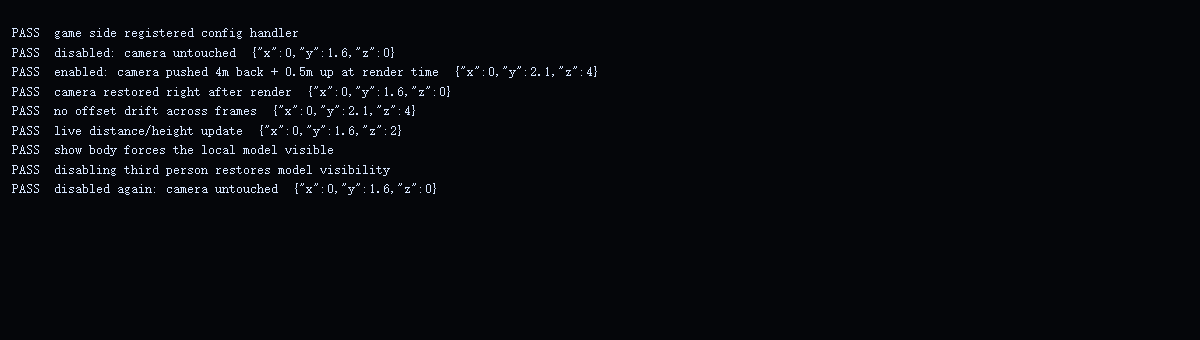 PASS  game side registered config handler
PASS  disabled: camera untouched  {"x":0,"y":1.6,"z":0}
PASS  enabled: camera pushed 4m back + 0.5m up at render time  {"x":0,"y":2.1,"z":4}
PASS  camera restored right after render  {"x":0,"y":1.6,"z":0}
PASS  no offset drift across frames  {"x":0,"y":2.1,"z":4}
PASS  live distance/height update  {"x":0,"y":1.6,"z":2}
PASS  show body forces the local model visible
PASS  disabling third person restores model visibility
PASS  disabled again: camera untouched  {"x":0,"y":1.6,"z":0}